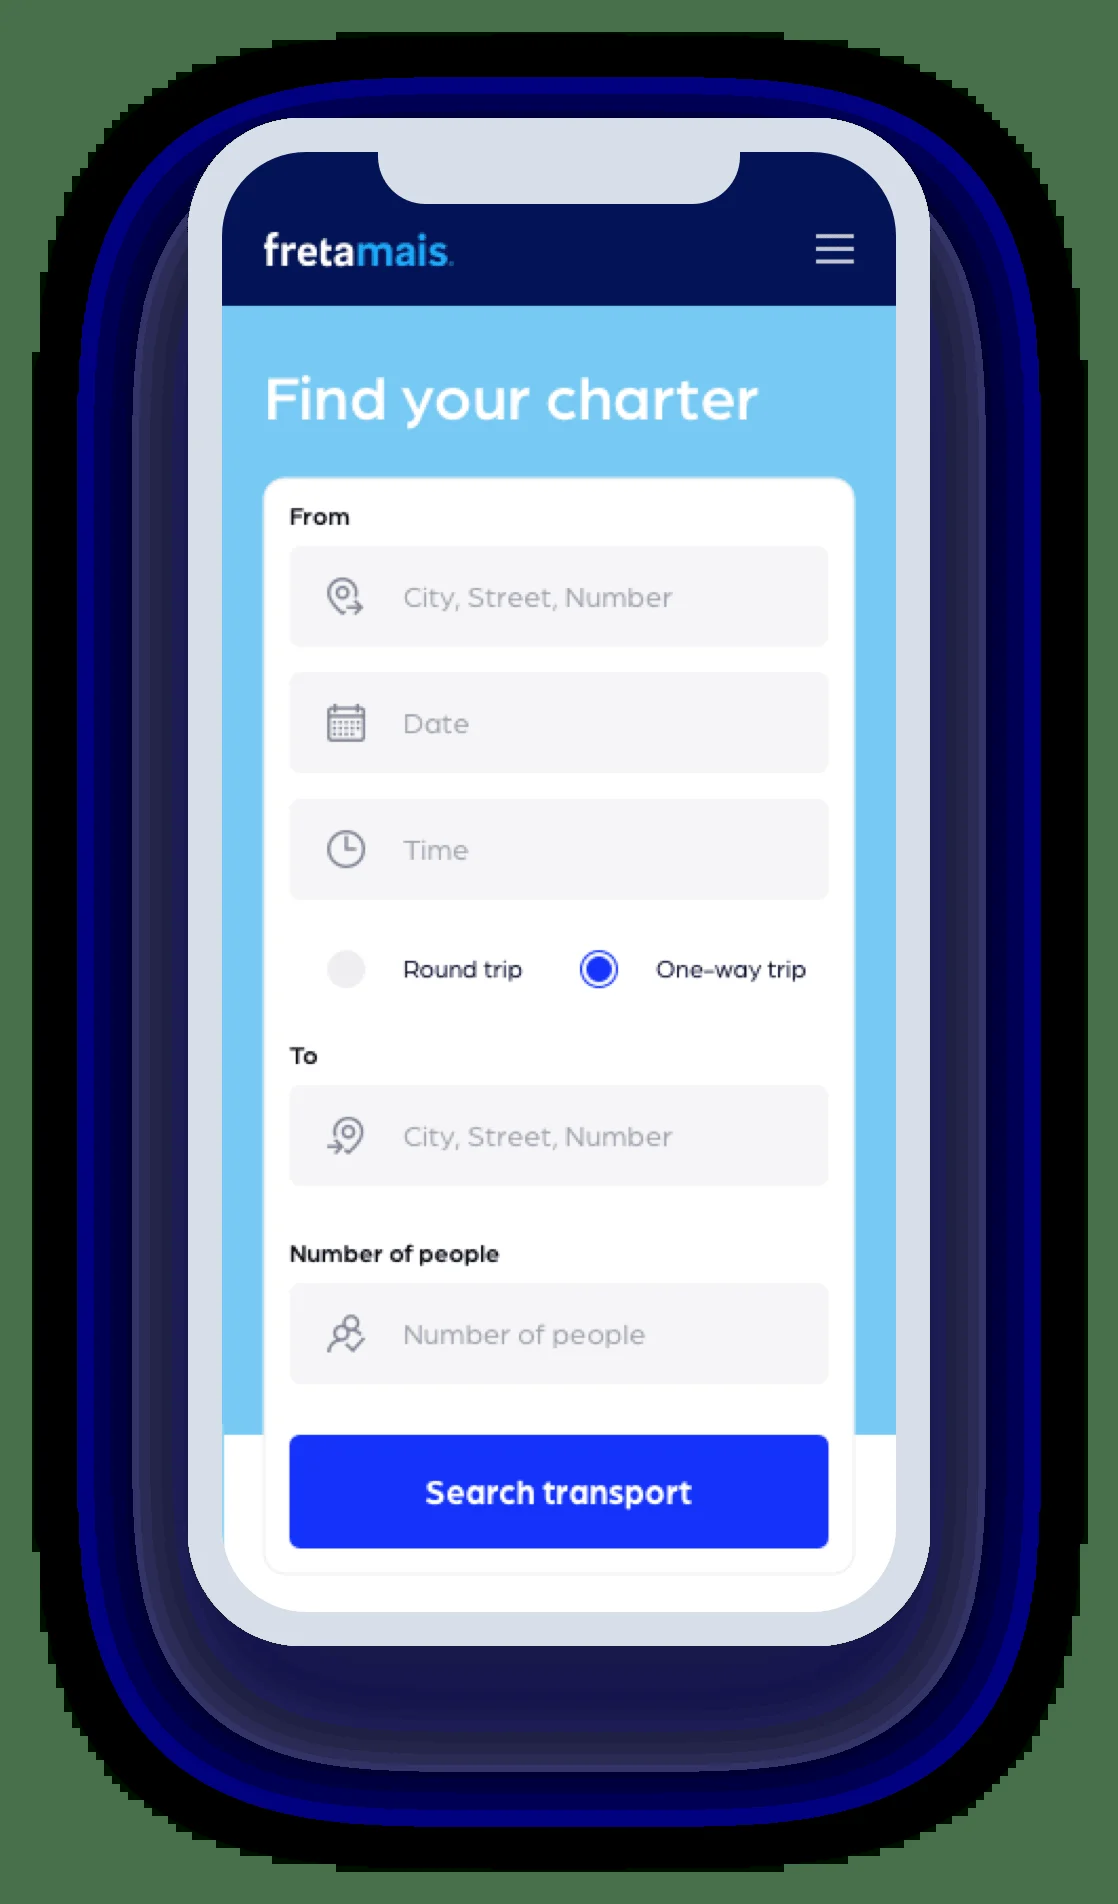 fretamais.
Find your charter
From
City, Street, Number
Date
Time
Round trip One-way trip
To
City, Street, Number
Number of people
Number of people
Search transport